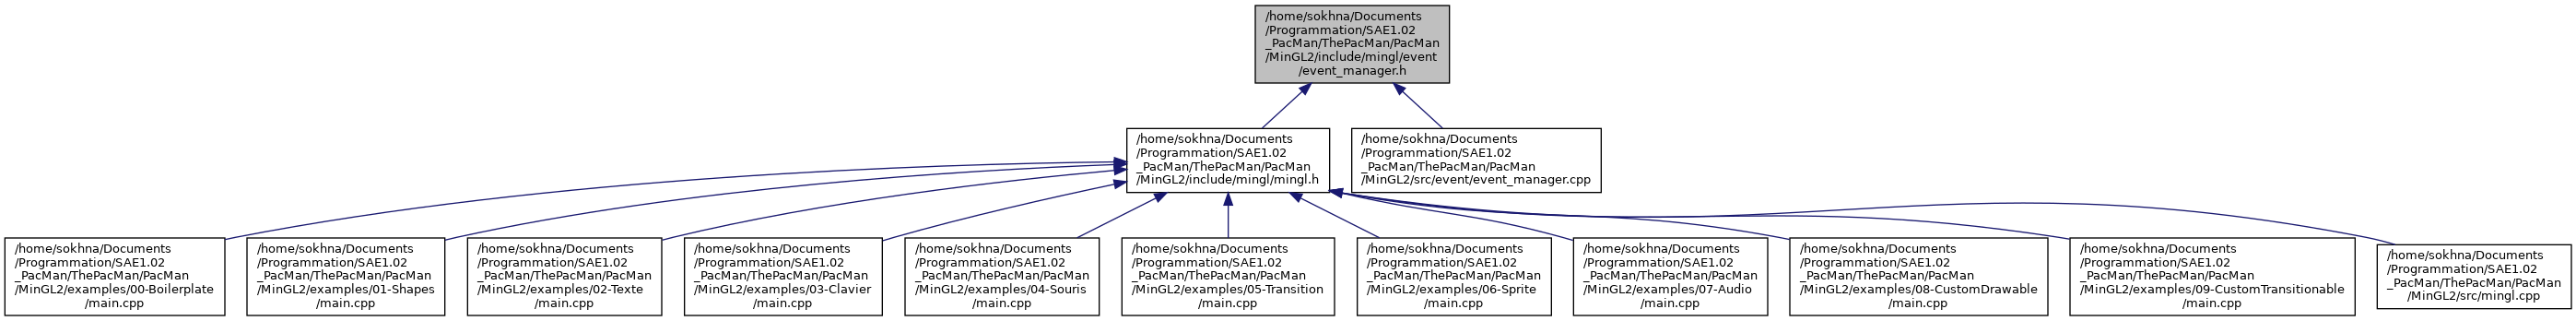 /home/sokhna/Documents
/Programmation/SAE1.02
_PacMan/ThePacMan/PacMan
/MinGL2/include/mingl/event
/event_manager.h
/home/sokhna/Documents
/Programmation/SAE1.02
_PacMan/ThePacMan/PacMan
/MinGL2/include/mingl/mingl.h
/home/sokhna/Documents
/Programmation/SAE1.02
_PacMan/ThePacMan/PacMan
/MinGL2/src/event/event_manager.cpp
/home/sokhna/Documents
/Programmation/SAE1.02
_PacMan/ThePacMan/PacMan
/MinGL2/examples/00-Boilerplate
/main.cpp
/home/sokhna/Documents
/Programmation/SAE1.02
_PacMan/ThePacMan/PacMan
/MinGL2/examples/01-Shapes
/main.cpp
/home/sokhna/Documents
/Programmation/SAE1.02
_PacMan/ThePacMan/PacMan
/MinGL2/examples/02-Texte
/main.cpp
/home/sokhna/Documents
/Programmation/SAE1.02
_PacMan/ThePacMan/PacMan
/MinGL2/examples/03-Clavier
/main.cpp
/home/sokhna/Documents
/Programmation/SAE1.02
_PacMan/ThePacMan/PacMan
/MinGL2/examples/04-Souris
/main.cpp
/home/sokhna/Documents
/Programmation/SAE1.02
_PacMan/ThePacMan/PacMan
/MinGL2/examples/05-Transition
/main.cpp
/home/sokhna/Documents
/Programmation/SAE1.02
_PacMan/ThePacMan/PacMan
/MinGL2/examples/06-Sprite
/main.cpp
/home/sokhna/Documents
/Programmation/SAE1.02
_PacMan/ThePacMan/PacMan
/MinGL2/examples/07-Audio
/main.cpp
/home/sokhna/Documents
/Programmation/SAE1.02
_PacMan/ThePacMan/PacMan
/MinGL2/examples/08-CustomDrawable
/main.cpp
/home/sokhna/Documents
/Programmation/SAE1.02
_PacMan/ThePacMan/PacMan
/MinGL2/examples/09-CustomTransitionable
/main.cpp
/home/sokhna/Documents
/Programmation/SAE1.02
_PacMan/ThePacMan/PacMan
/MinGL2/src/mingl.cpp